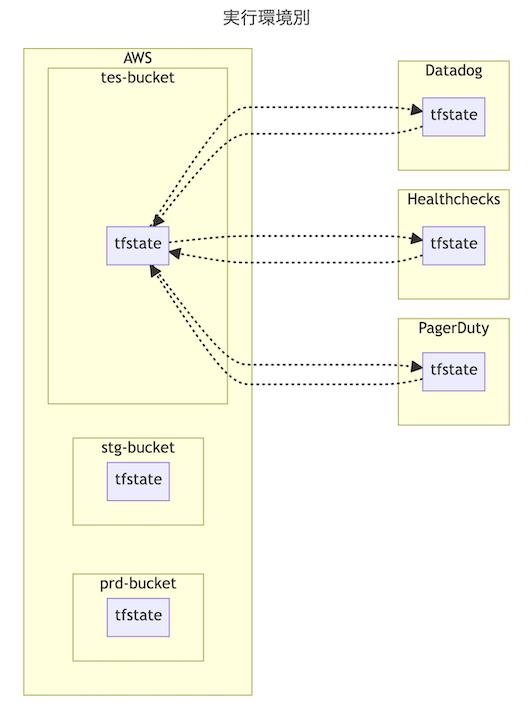 実行環境別
AWS
tes-bucket
tfstate
stg-bucket
tfstate
prd-bucket
tfstate
Datadog
tfstate
Healthchecks
tfstate
PagerDuty
tfstate